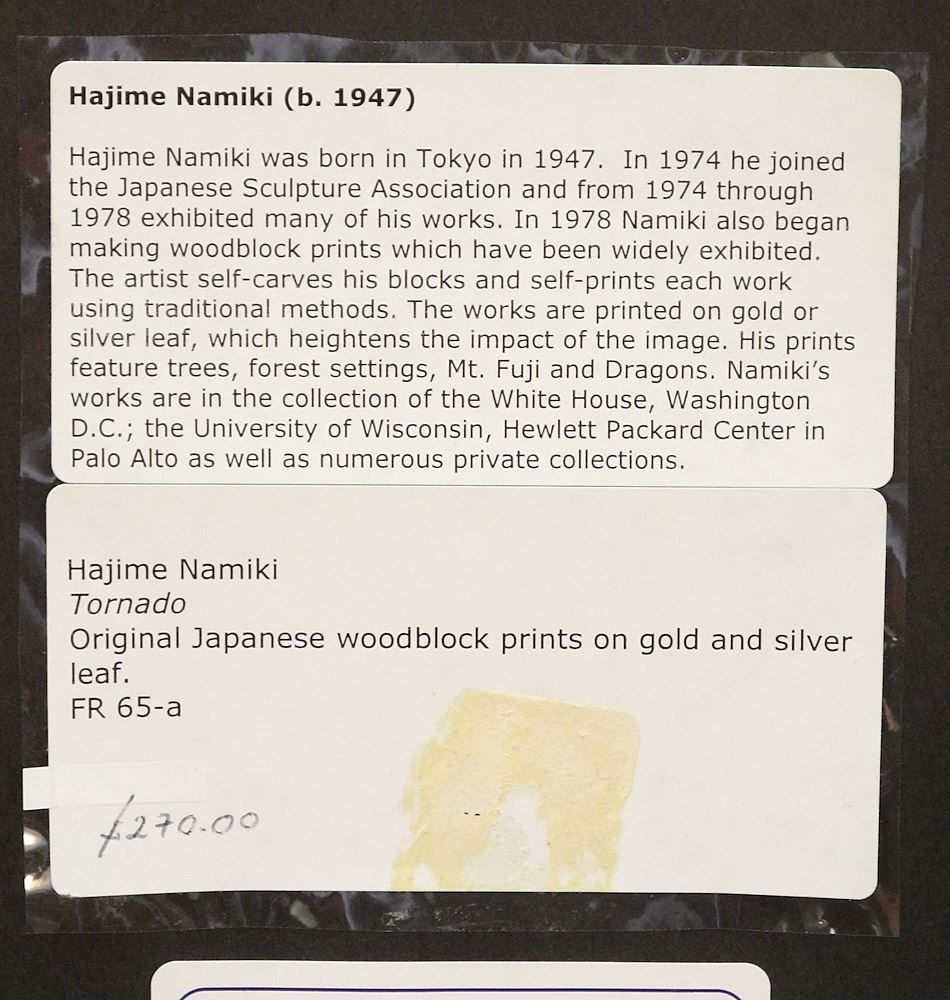 Hajime Namiki (b. 1947)
Hajime Namiki was born in Tokyo in 1947.  In 1974 he joined
the Japanese Sculpture Association and from 1974 through
1978 exhibited many of his works. In 1978 Namiki also began
making woodblock prints which have been widely exhibited.
The artist self-carves his blocks and self-prints each work
using traditional methods. The works are printed on gold or
silver leaf, which heightens the impact of the image. His prints
feature trees, forest settings, Mt. Fuji and Dragons. Namiki’s
works are in the collection of the White House, Washington
D.C.; the University of Wisconsin, Hewlett Packard Center in
Palo Alto as well as numerous private collections.
Hajime Namiki
Tornado
Original Japanese woodblock prints on gold and silver
leaf.
FR 65-a
£270.00